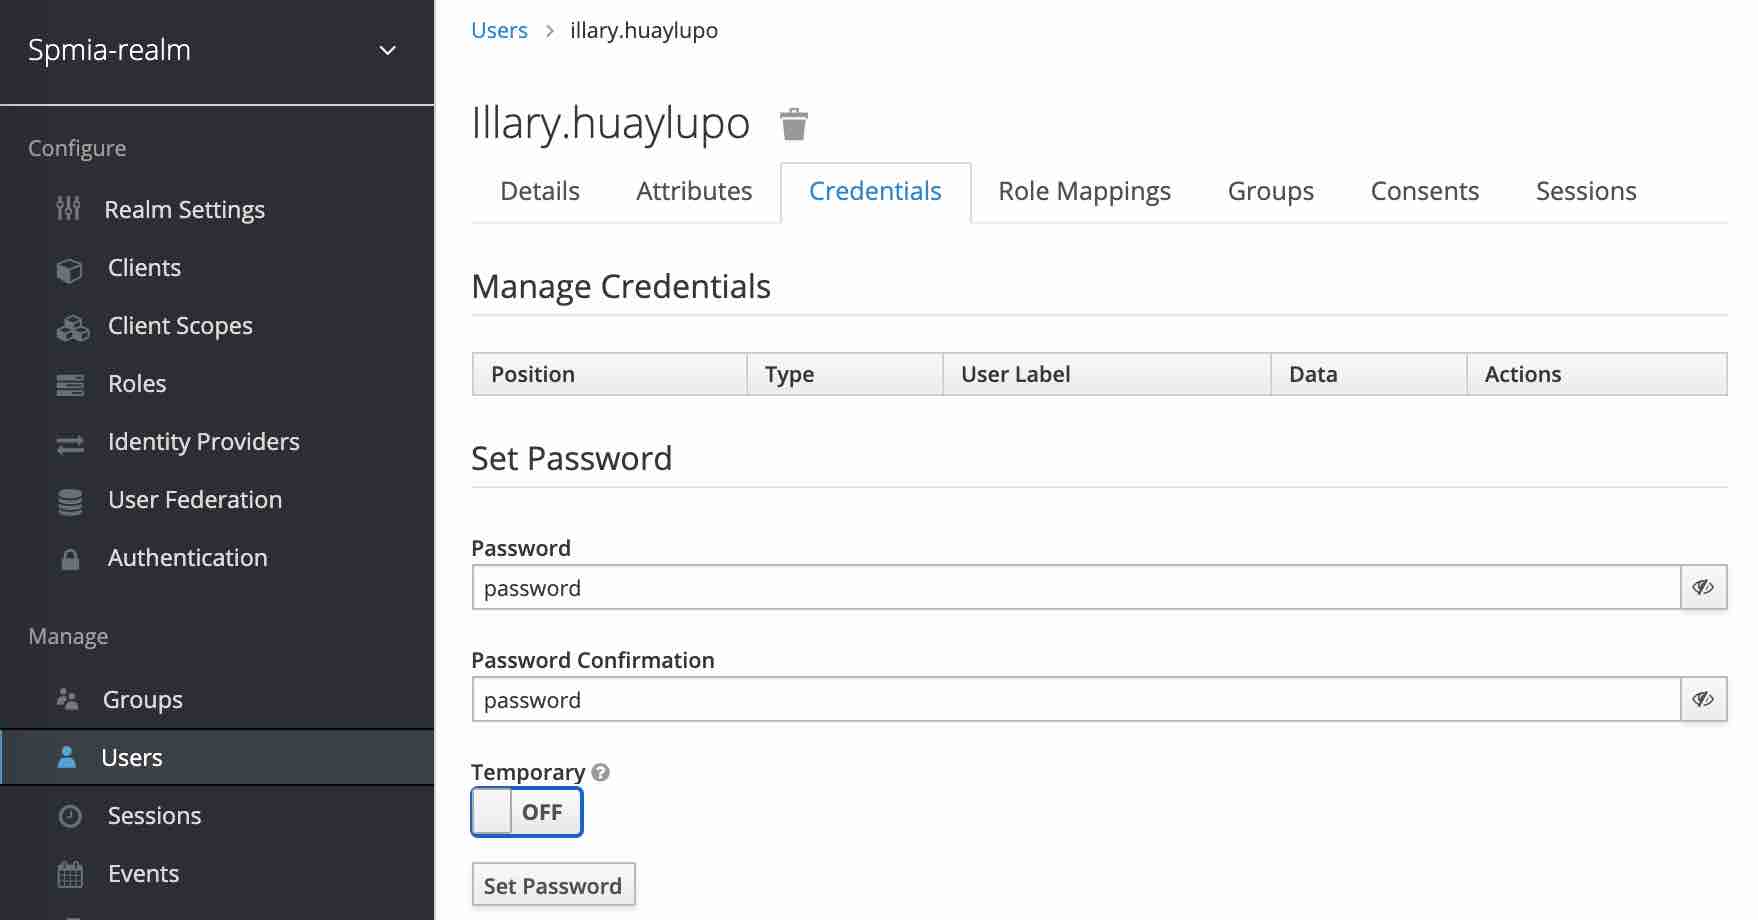 Spmia-realm
Configure
Realm Settings
Clients
Client Scopes
Roles
Identity Providers
User Federation
Authentication
Manage
Groups
Users
Sessions
Events
Users > illary.huaylupo
Illary.huaylupo
Details Attributes Credentials Role Mappings Groups Consents Sessions
Manage Credentials
Position Type User Label Data Actions
Set Password
Password
password
Password Confirmation
password
Temporary ?
OFF
Set Password